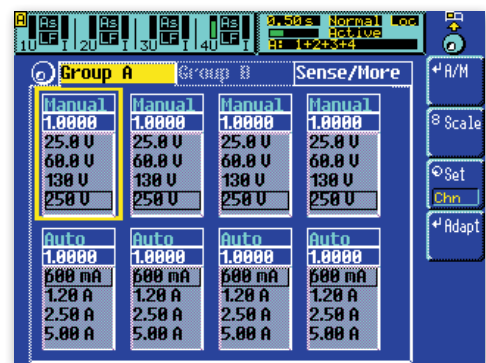 A As As As As 0.50s Normal Loc
LF LF LF LF Active
1U I 2U I 3U I 4U I A: 1+2+3+4
Group A Group B Sense/More
A/M
Manual Manual Manual Manual
1.0000 1.0000 1.0000 1.0000
8 Scale
25.0 V 25.0 V 25.0 V 25.0 V
60.0 V 60.0 V 60.0 V 60.0 V
130 V 130 V 130 V 130 V
Set
250 V 250 V 250 V 250 V
Chn
Adapt
Auto Auto Auto Auto
1.0000 1.0000 1.0000 1.0000
600 mA 600 mA 600 mA 600 mA
1.20 A 1.20 A 1.20 A 1.20 A
2.50 A 2.50 A 2.50 A 2.50 A
5.00 A 5.00 A 5.00 A 5.00 A